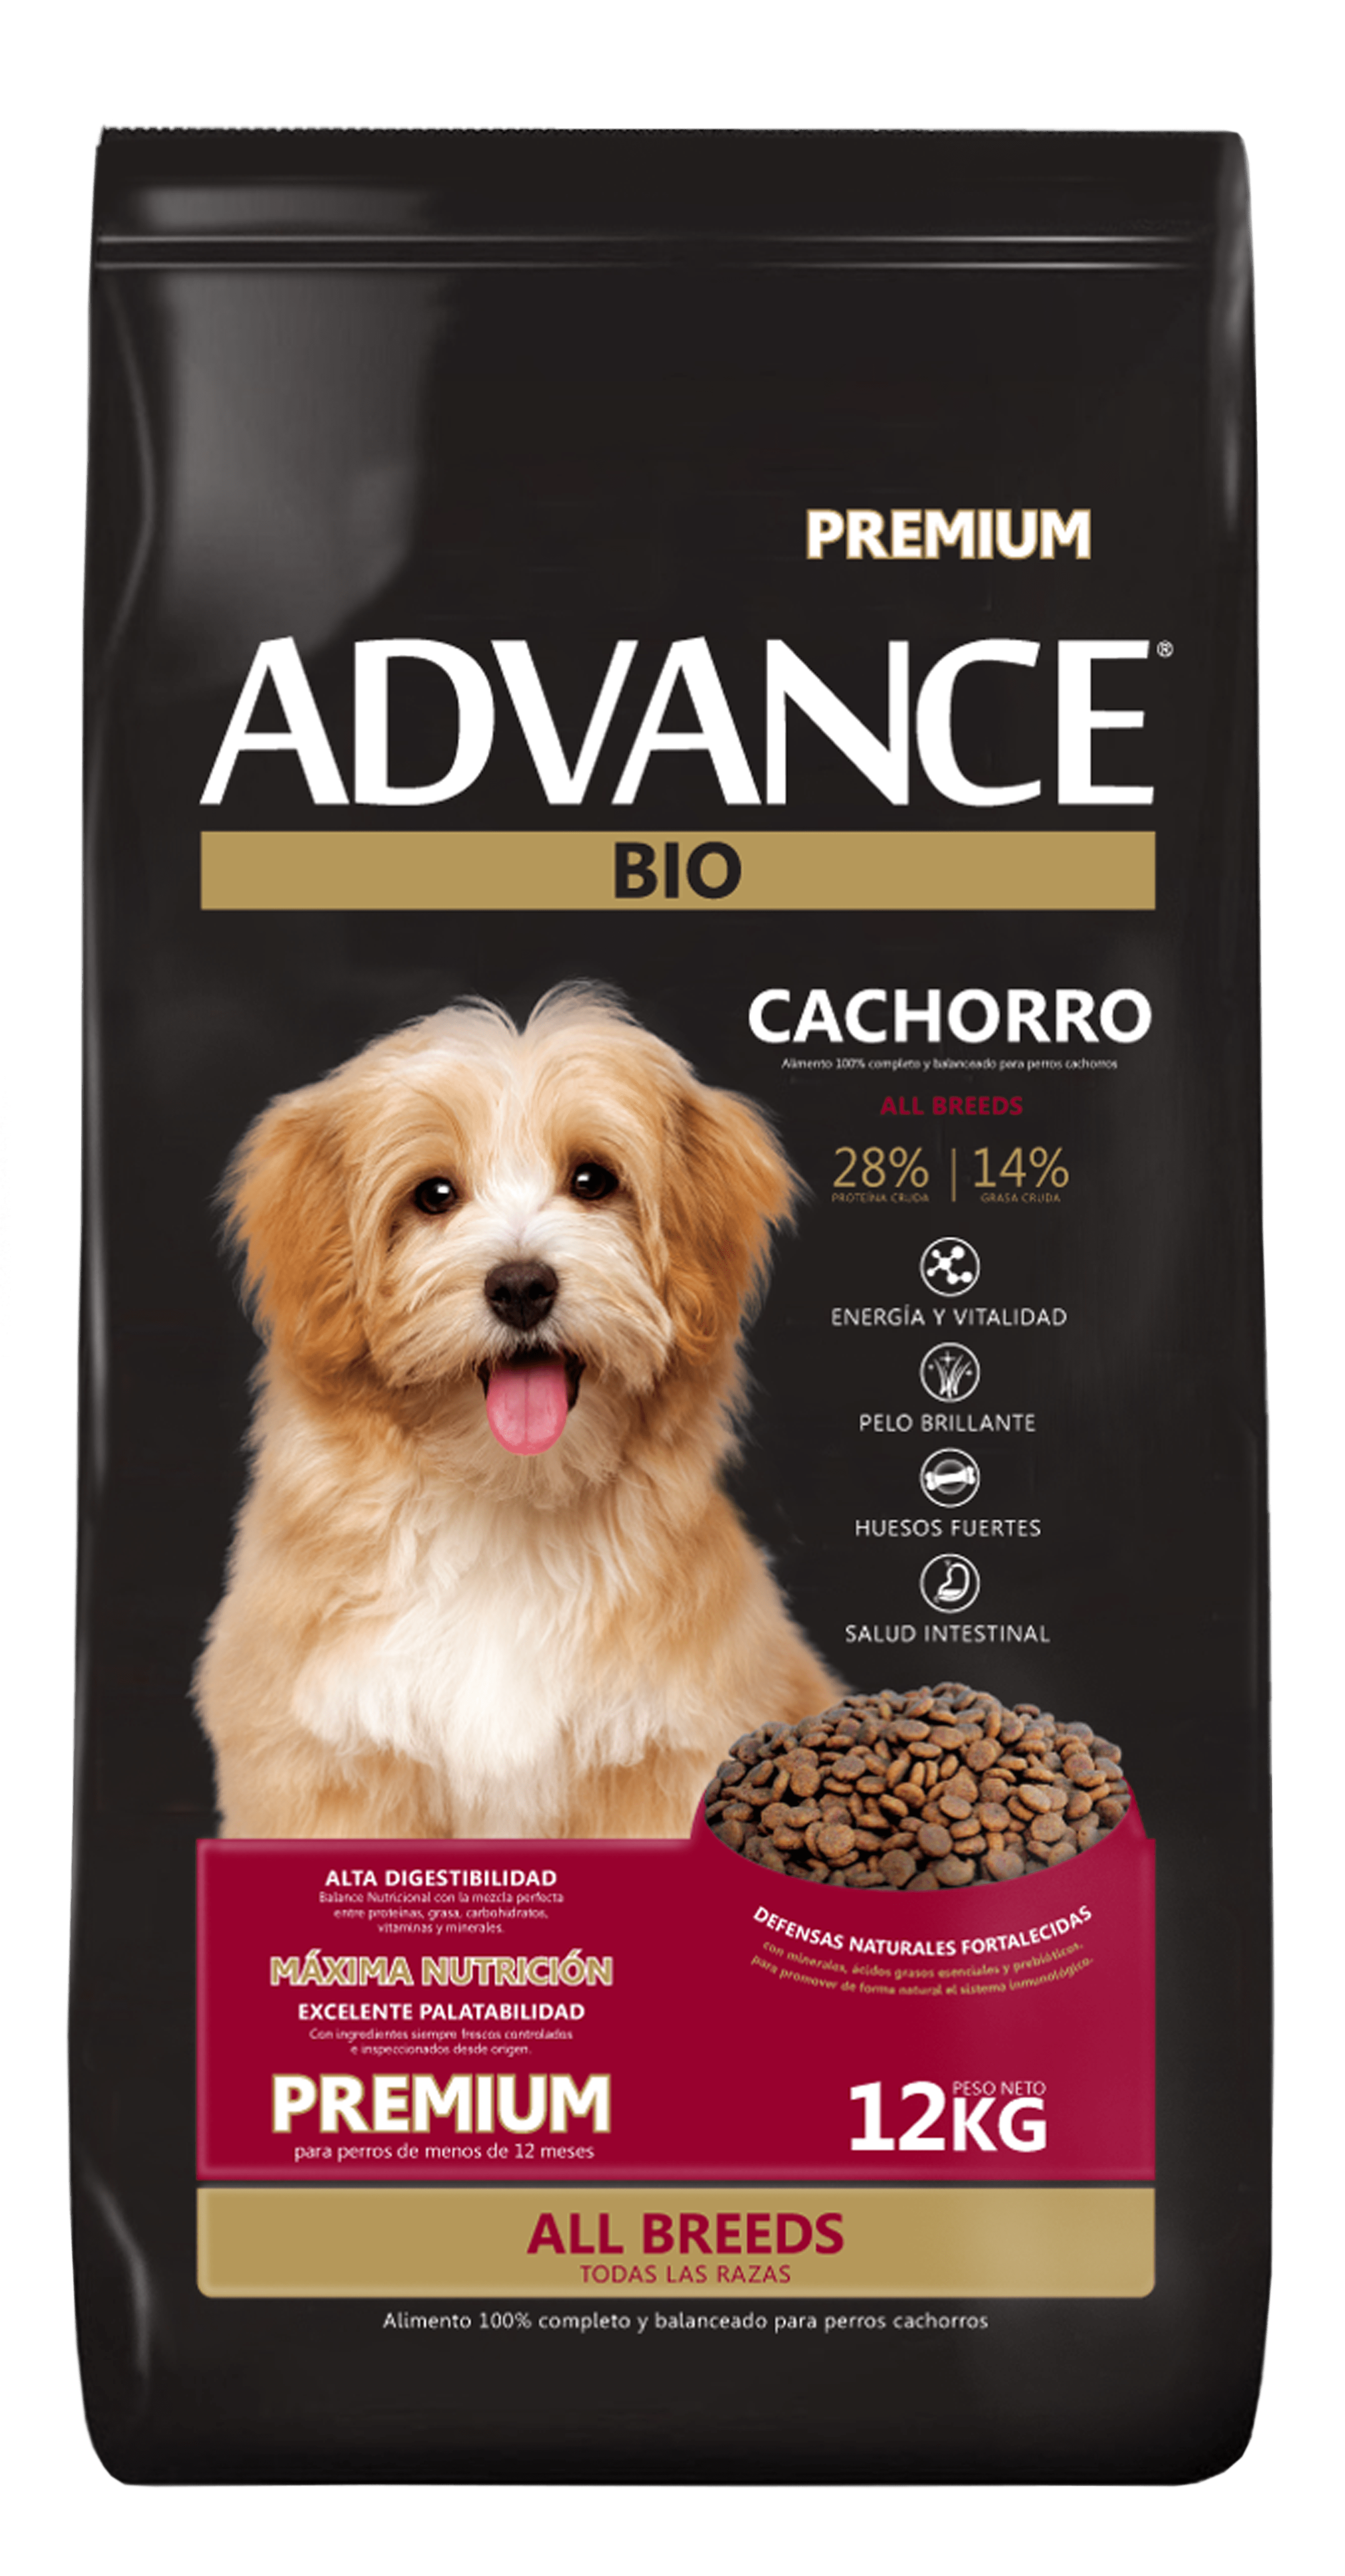 PREMIUM
ADVANCE®
BIO
CACHORRO
Alimento 100% completo y balanceado para perros cachorros
ALL BREEDS
28% | 14%
PROTEÍNA CRUDA GRASA CRUDA
ENERGÍA Y VITALIDAD
PELO BRILLANTE
HUESOS FUERTES
SALUD INTESTINAL
ALTA DIGESTIBILIDAD
Balance Nutricional con la mezcla perfecta
entre proteínas, grasa, carbohidratos,
vitaminas y minerales.
MÁXIMA NUTRICIÓN
EXCELENTE PALATABILIDAD
Con ingredientes siempre frescos controlados
e inspeccionados desde origen.
PREMIUM
para perros de menos de 12 meses
DEFENSAS NATURALES FORTALECIDAS
con minerales, ácidos grasos esenciales y prebióticos,
para promover de forma natural el sistema inmunológico.
PESO NETO
12KG
ALL BREEDS
TODAS LAS RAZAS
Alimento 100% completo y balanceado para perros cachorros